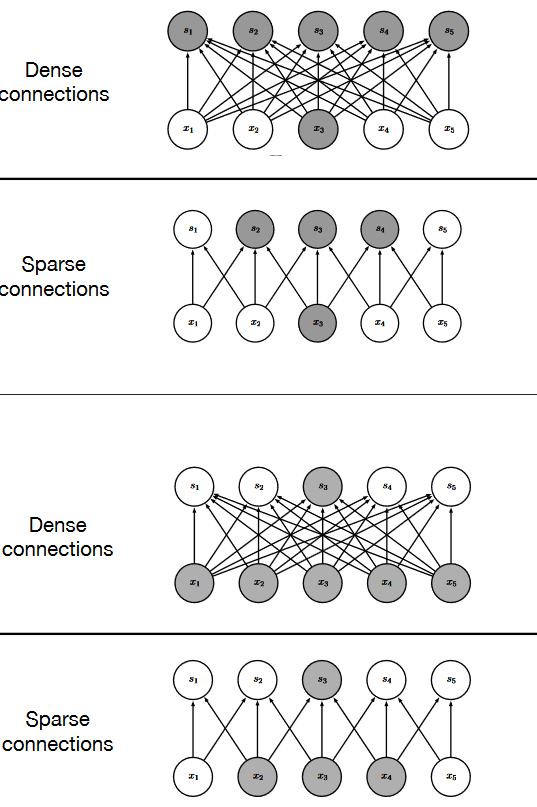 s₁ s₂ s₃ s₄ s₅
Dense
connections
x₁ x₂ x₃ x₄ x₅
s₁ s₂ s₃ s₄ s₅
Sparse
connections
x₁ x₂ x₃ x₄ x₅
s₁ s₂ s₃ s₄ s₅
Dense
connections
x₁ x₂ x₃ x₄ x₅
s₁ s₂ s₃ s₄ s₅
Sparse
connections
x₁ x₂ x₃ x₄ x₅